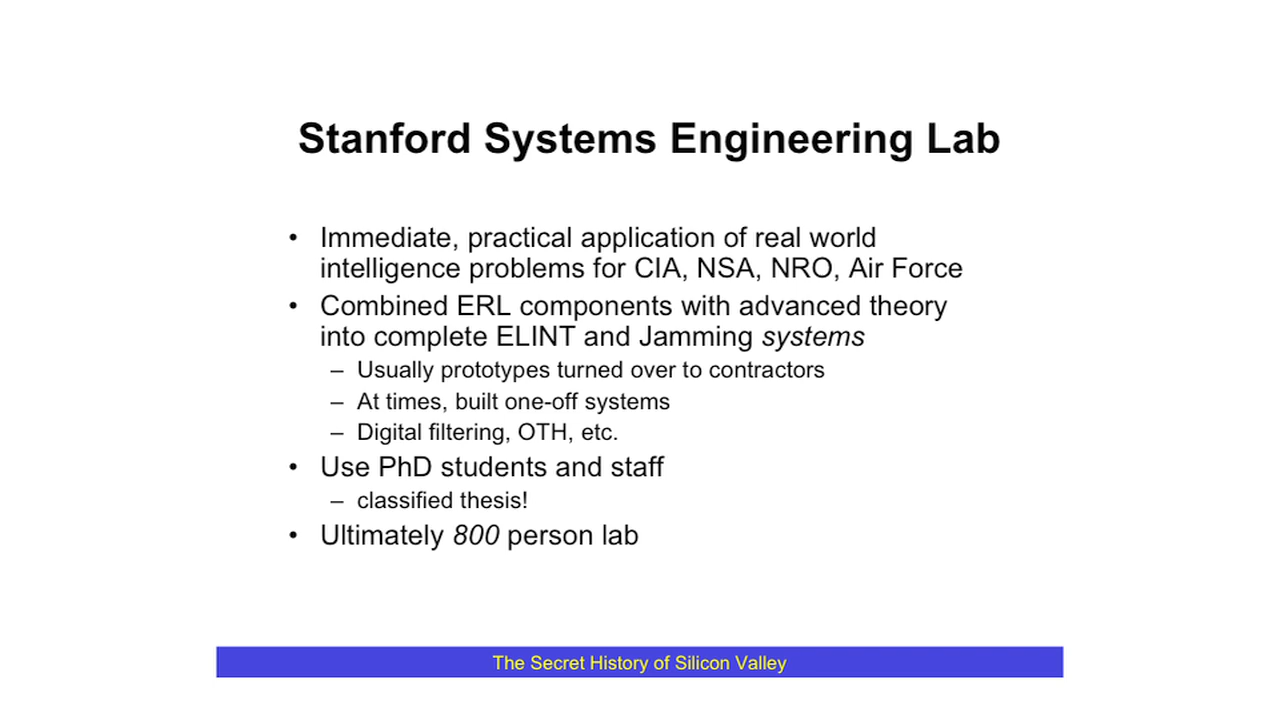 Stanford Systems Engineering Lab
• Immediate, practical application of real world
intelligence problems for CIA, NSA, NRO, Air Force
• Combined ERL components with advanced theory
into complete ELINT and Jamming systems
– Usually prototypes turned over to contractors
– At times, built one-off systems
– Digital filtering, OTH, etc.
• Use PhD students and staff
– classified thesis!
• Ultimately 800 person lab
The Secret History of Silicon Valley